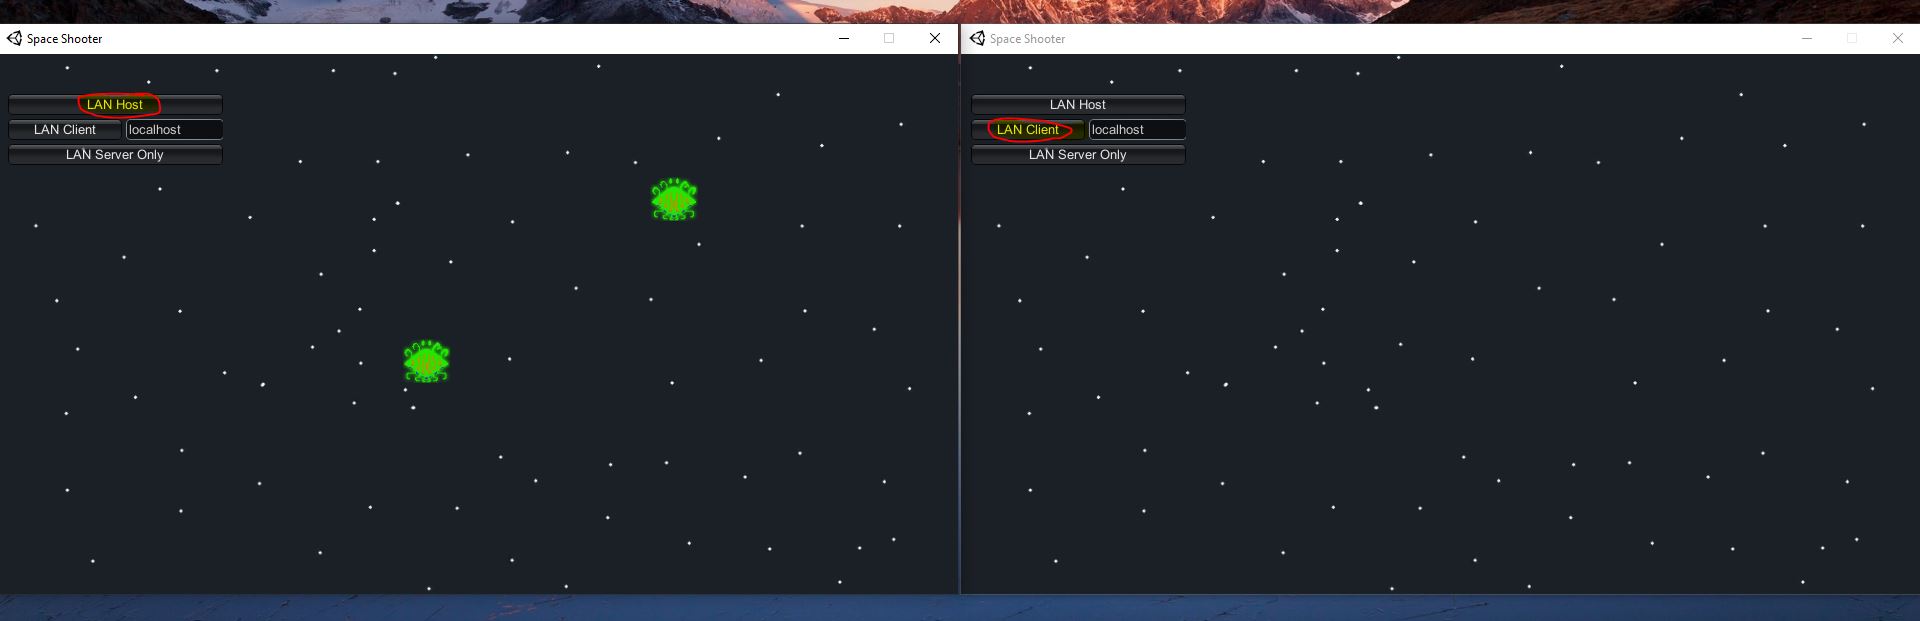 Space Shooter
LAN Host
LAN Client localhost
LAN Server Only
Space Shooter
LAN Host
LAN Client localhost
LAN Server Only